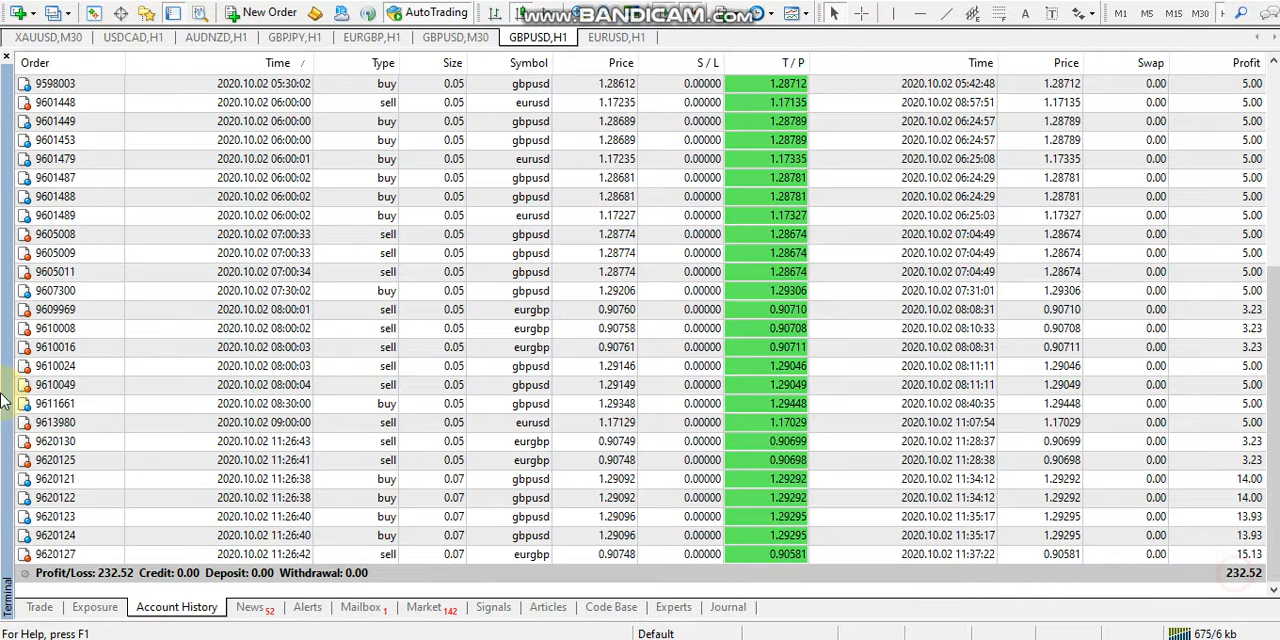 New Order AutoTrading www.BANDICAM.com M1 M5 M15 M30 H
XAUUSD,M30 USDCAD,H1 AUDNZD,H1 GBPJPY,H1 EURGBP,H1 GBPUSD,M30 GBPUSD,H1 EURUSD,H1
Order Time / Type Size Symbol Price S / L T / P Time Price Swap Profit
9598003 2020.10.02 05:30:02 buy 0.05 gbpusd 1.28612 0.00000 1.28712 2020.10.02 05:42:48 1.28712 0.00 5.00
9601448 2020.10.02 06:00:00 sell 0.05 eurusd 1.17235 0.00000 1.17135 2020.10.02 08:57:51 1.17135 0.00 5.00
9601449 2020.10.02 06:00:00 buy 0.05 gbpusd 1.28689 0.00000 1.28789 2020.10.02 06:24:57 1.28789 0.00 5.00
9601453 2020.10.02 06:00:00 buy 0.05 gbpusd 1.28689 0.00000 1.28789 2020.10.02 06:24:57 1.28789 0.00 5.00
9601479 2020.10.02 06:00:01 buy 0.05 eurusd 1.17235 0.00000 1.17335 2020.10.02 06:25:08 1.17335 0.00 5.00
9601487 2020.10.02 06:00:02 buy 0.05 gbpusd 1.28681 0.00000 1.28781 2020.10.02 06:24:29 1.28781 0.00 5.00
9601488 2020.10.02 06:00:02 buy 0.05 gbpusd 1.28681 0.00000 1.28781 2020.10.02 06:24:29 1.28781 0.00 5.00
9601489 2020.10.02 06:00:02 buy 0.05 eurusd 1.17227 0.00000 1.17327 2020.10.02 06:25:03 1.17327 0.00 5.00
9605008 2020.10.02 07:00:33 sell 0.05 gbpusd 1.28774 0.00000 1.28674 2020.10.02 07:04:49 1.28674 0.00 5.00
9605009 2020.10.02 07:00:33 sell 0.05 gbpusd 1.28774 0.00000 1.28674 2020.10.02 07:04:49 1.28674 0.00 5.00
9605011 2020.10.02 07:00:34 sell 0.05 gbpusd 1.28774 0.00000 1.28674 2020.10.02 07:04:49 1.28674 0.00 5.00
9607300 2020.10.02 07:30:02 buy 0.05 gbpusd 1.29206 0.00000 1.29306 2020.10.02 07:31:01 1.29306 0.00 5.00
9609969 2020.10.02 08:00:01 sell 0.05 eurgbp 0.90760 0.00000 0.90710 2020.10.02 08:08:31 0.90710 0.00 3.23
9610008 2020.10.02 08:00:02 sell 0.05 eurgbp 0.90758 0.00000 0.90708 2020.10.02 08:10:33 0.90708 0.00 3.23
9610016 2020.10.02 08:00:03 sell 0.05 eurgbp 0.90761 0.00000 0.90711 2020.10.02 08:08:31 0.90711 0.00 3.23
9610024 2020.10.02 08:00:03 sell 0.05 gbpusd 1.29146 0.00000 1.29046 2020.10.02 08:11:11 1.29046 0.00 5.00
9610049 2020.10.02 08:00:04 sell 0.05 gbpusd 1.29149 0.00000 1.29049 2020.10.02 08:11:11 1.29049 0.00 5.00
9611661 2020.10.02 08:30:00 buy 0.05 gbpusd 1.29348 0.00000 1.29448 2020.10.02 08:40:35 1.29448 0.00 5.00
9613980 2020.10.02 09:00:00 sell 0.05 eurusd 1.17129 0.00000 1.17029 2020.10.02 11:07:54 1.17029 0.00 5.00
9620130 2020.10.02 11:26:43 sell 0.05 eurgbp 0.90749 0.00000 0.90699 2020.10.02 11:28:37 0.90699 0.00 3.23
9620125 2020.10.02 11:26:41 sell 0.05 eurgbp 0.90748 0.00000 0.90698 2020.10.02 11:28:38 0.90698 0.00 3.23
9620121 2020.10.02 11:26:38 buy 0.07 gbpusd 1.29092 0.00000 1.29292 2020.10.02 11:34:12 1.29292 0.00 14.00
9620122 2020.10.02 11:26:38 buy 0.07 gbpusd 1.29092 0.00000 1.29292 2020.10.02 11:34:12 1.29292 0.00 14.00
9620123 2020.10.02 11:26:40 buy 0.07 gbpusd 1.29096 0.00000 1.29295 2020.10.02 11:35:17 1.29295 0.00 13.93
9620124 2020.10.02 11:26:40 buy 0.07 gbpusd 1.29096 0.00000 1.29295 2020.10.02 11:35:17 1.29295 0.00 13.93
9620127 2020.10.02 11:26:42 sell 0.07 eurgbp 0.90748 0.00000 0.90581 2020.10.02 11:37:22 0.90581 0.00 15.13
Profit/Loss: 232.52 Credit: 0.00 Deposit: 0.00 Withdrawal: 0.00 232.52
Terminal
Trade Exposure Account History News 52 Alerts Mailbox 1 Market 142 Signals Articles Code Base Experts Journal
For Help, press F1 Default 675/6 kb